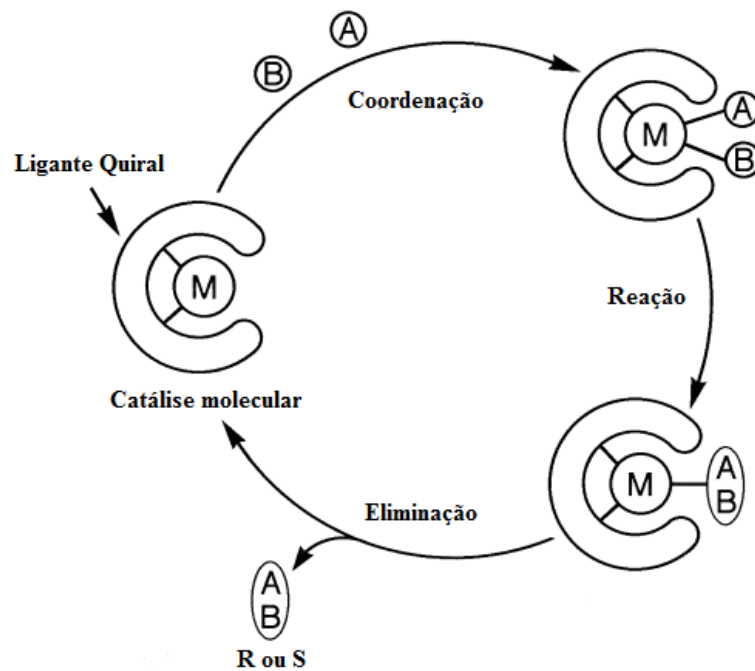 A
B
Coordenação
M
A
B
Ligante Quiral
M
Catálise molecular
Reação
M
A
B
Eliminação
A
B
R ou S